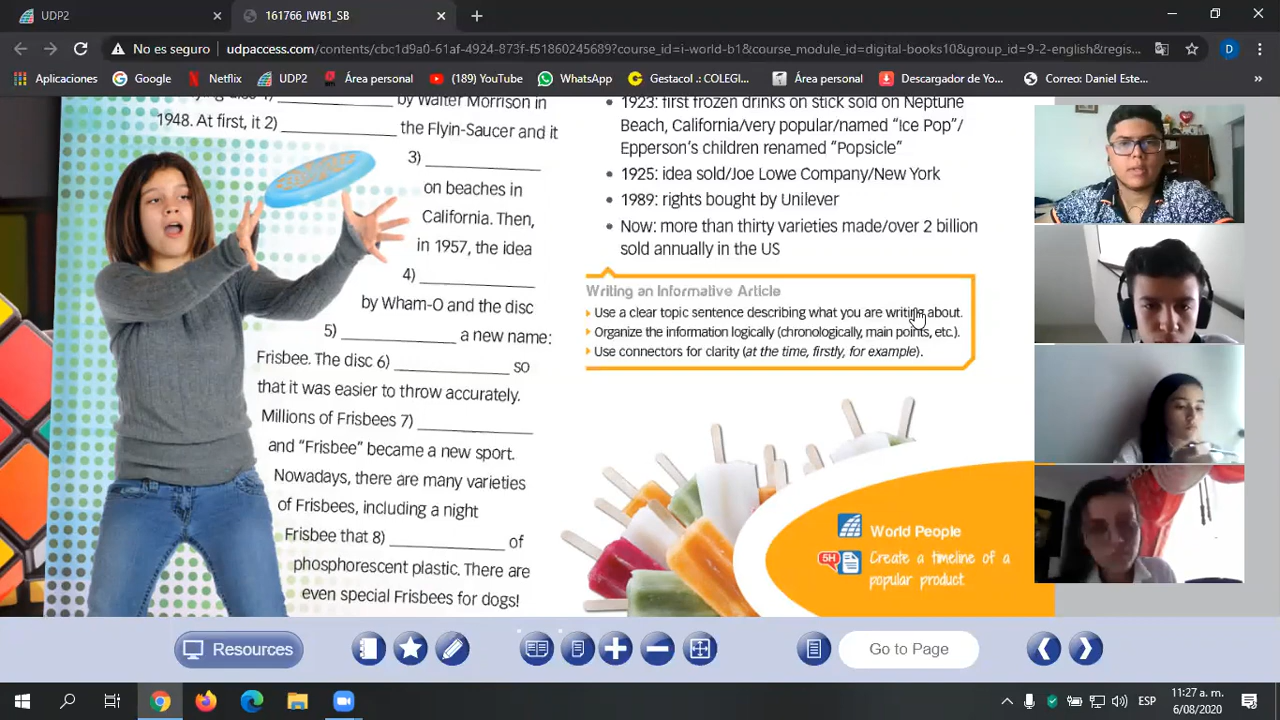 UDP2
161766_IWB1_SB
No es seguro
udpaccess.com/contents/cbc1d9a0-61af-4924-873f-f51860245689?course_id=i-world-b1&course_module_id=digital-books10&group_id=9-2-english&regis...
D
Aplicaciones
Google
Netflix
UDP2
Área personal
(189) YouTube
WhatsApp
Gestacol .: COLEGI...
Área personal
Descargador de Yo...
Correo: Daniel Este...
»
by Walter Morrison in
1948. At first, it 2) ____________ the Flyin-Saucer and it
3) ____________
on beaches in
California. Then,
in 1957, the idea
4) ____________
by Wham-O and the disc
5) ____________ a new name:
Frisbee. The disc 6) ____________ so
that it was easier to throw accurately.
Millions of Frisbees 7) ____________
and “Frisbee” became a new sport.
Nowadays, there are many varieties
of Frisbees, including a night
Frisbee that 8) ____________ of
phosphorescent plastic. There are
even special Frisbees for dogs!
• 1923: first frozen drinks on stick sold on Neptune
Beach, California/very popular/named “Ice Pop”/
Epperson’s children renamed “Popsicle”
• 1925: idea sold/Joe Lowe Company/New York
• 1989: rights bought by Unilever
• Now: more than thirty varieties made/over 2 billion
sold annually in the US
Writing an Informative Article
Use a clear topic sentence describing what you are writing about.
Organize the information logically (chronologically, main points, etc.).
Use connectors for clarity (at the time, firstly, for example).
World People
5H
Create a timeline of a
popular product
Resources
Go to Page
ESP
11:27 a. m.
6/08/2020